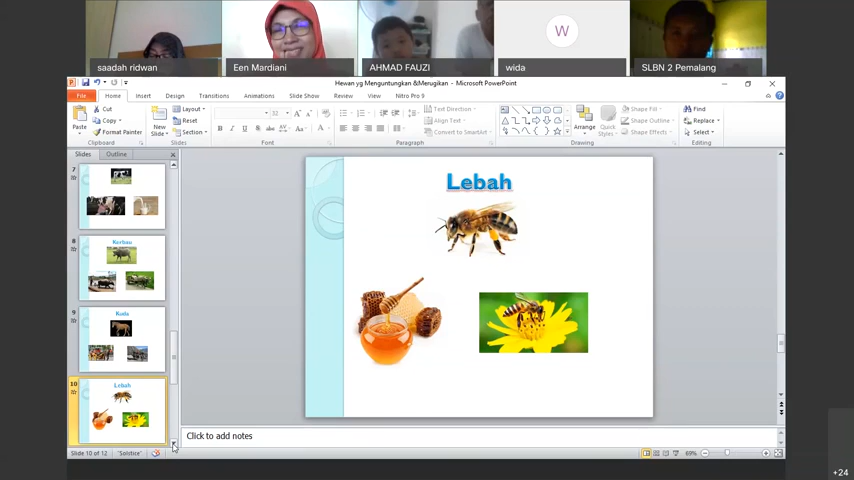 saadah ridwan
Een Mardiani
AHMAD FAUZI
W
wida
SLBN 2 Pemalang
Hewan yg Menguntungkan &Merugikan - Microsoft PowerPoint
File Home Insert Design Transitions Animations Slide Show Review View Nitro Pro 9
Paste
Cut
Copy
Format Painter
Clipboard
New Slide
Layout
Reset
Section
Slides
32
B I U S abc AV Aa A
Font
Paragraph
Text Direction
Align Text
Convert to SmartArt
Arrange
Quick Styles
Shape Fill
Shape Outline
Shape Effects
Drawing
Find
Replace
Select
Editing
Slides Outline
7
8
Kerbau
9
Kuda
10
Lebah
Lebah
Click to add notes
Slide 10 of 12 "Solstice"
69%
+24